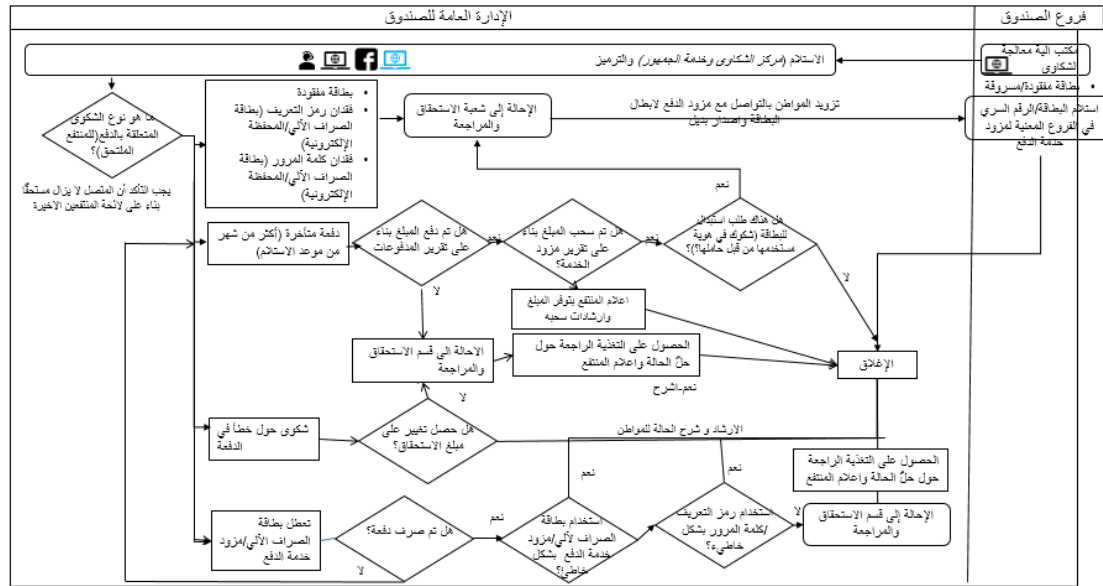 فروع الصندوق
الإدارة العامة للصندوق
مكتب الية معالجة
الشكاوى
بطاقة مفقودة/مسروقة
الاستلام (مركز الشكاوى وخدمة الجمهور) والترميز
ما هو نوع الشكوى
المتعلقة بالدفع(للمنتفع
الملتحق)؟
يجب التأكد أن المتصل لا يزال مستحقًا
بناء على لائحة المنتفعين الاخيرة
• بطاقة مفقودة
• فقدان رمز التعريف (بطاقة
الصراف الألي/المحفظة
الإلكترونية)
• فقدان كلمة المرور (بطاقة
الصراف الألي/المحفظة
الإلكترونية)
الإحالة إلى شعبة الاستحقاق
والمراجعة
تزويد المواطن بالتواصل مع مزود الدفع لابطال
البطاقة واصدار بديل
استلام البطاقة/الرقم السري
في الفروع المعنية لمزود
خدمة الدفع
نعم
دفعة متأخرة (أكثر من شهر
من موعد الاستلام)
هل تم دفع المبلغ بناء
على تقرير المدفوعات
نعم
هل تم سحب المبلغ بناء
على تقرير مزود
الخدمة؟
نعم
هل هناك طلب استبدال
للبطاقة (شكوك في هوية
مستخدمها من قبل حاملها؟)؟
لا
لا
اعلام المنتفع بتوفر المبلغ
وارشادات سحبه
الاحالة الى قسم الاستحقاق
والمراجعة
الحصول على التغذية الراجعة حول
حلّ الحالة واعلام المنتفع
الإغلاق
نعم-اشرح
لا
شكوى حول خطأ في
الدفعة
هل حصل تغيير على
مبلغ الاستحقاق؟
الارشاد و شرح الحالة للمواطن
نعم
نعم
الحصول على التغذية الراجعة
حول حلّ الحالة واعلام المنتفع
تعطل بطاقة
الصراف الألي/مزود
خدمة الدفع
هل تم صرف دفعة؟
نعم
لا
استخدام بطاقة
الصراف لألي/مزود
خدمة الدفع بشكل
خاطئ؟
استخدام رمز التعريف
/كلمة المرور بشكل
خاطيء؟
لا
الإحالة إلى قسم الاستحقاق
والمراجعة